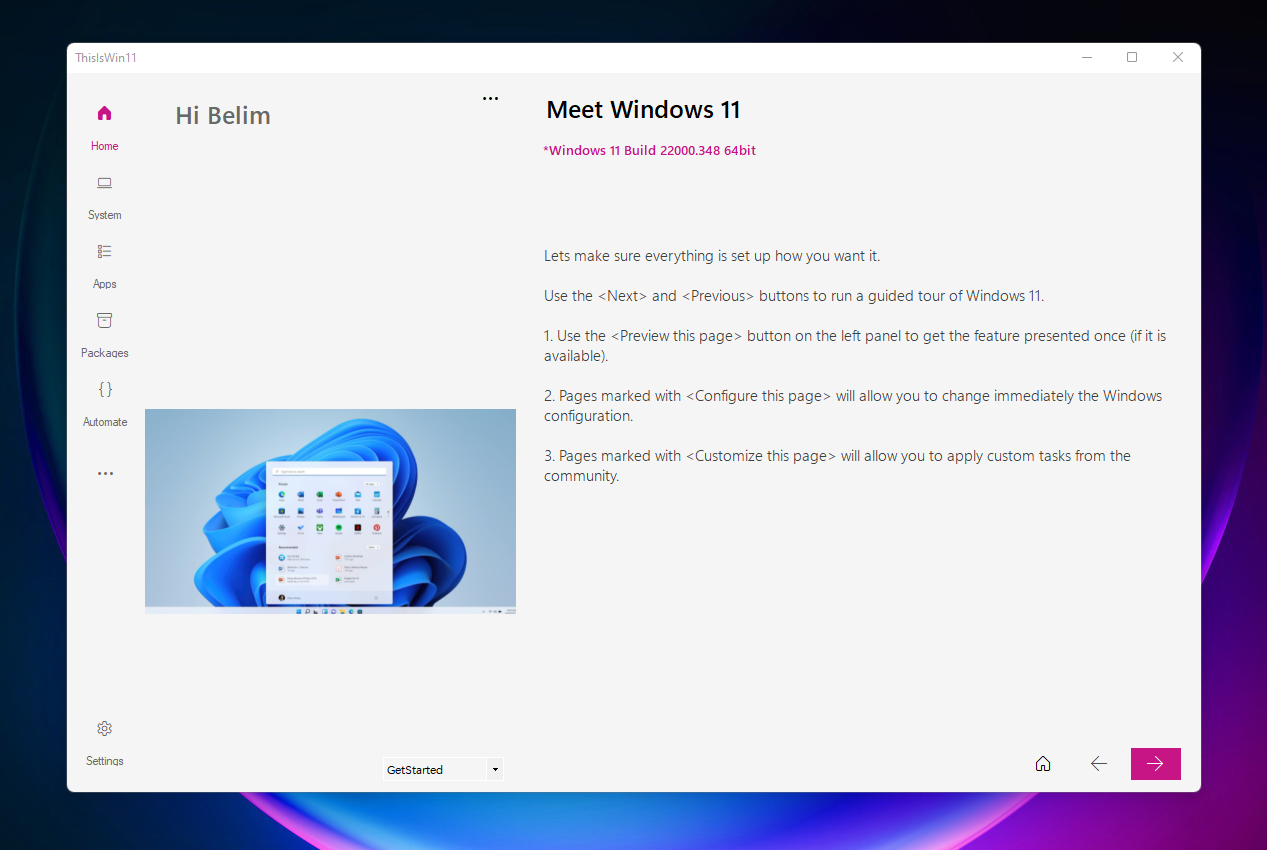 ThisIsWin11
Home
System
Apps
Packages
Automate
Settings
Hi Belim
GetStarted
Meet Windows 11
*Windows 11 Build 22000.348 64bit
Lets make sure everything is set up how you want it.
Use the <Next> and <Previous> buttons to run a guided tour of Windows 11.
1. Use the <Preview this page> button on the left panel to get the feature presented once (if it is
available).
2. Pages marked with <Configure this page> will allow you to change immediately the Windows
configuration.
3. Pages marked with <Customize this page> will allow you to apply custom tasks from the
community.